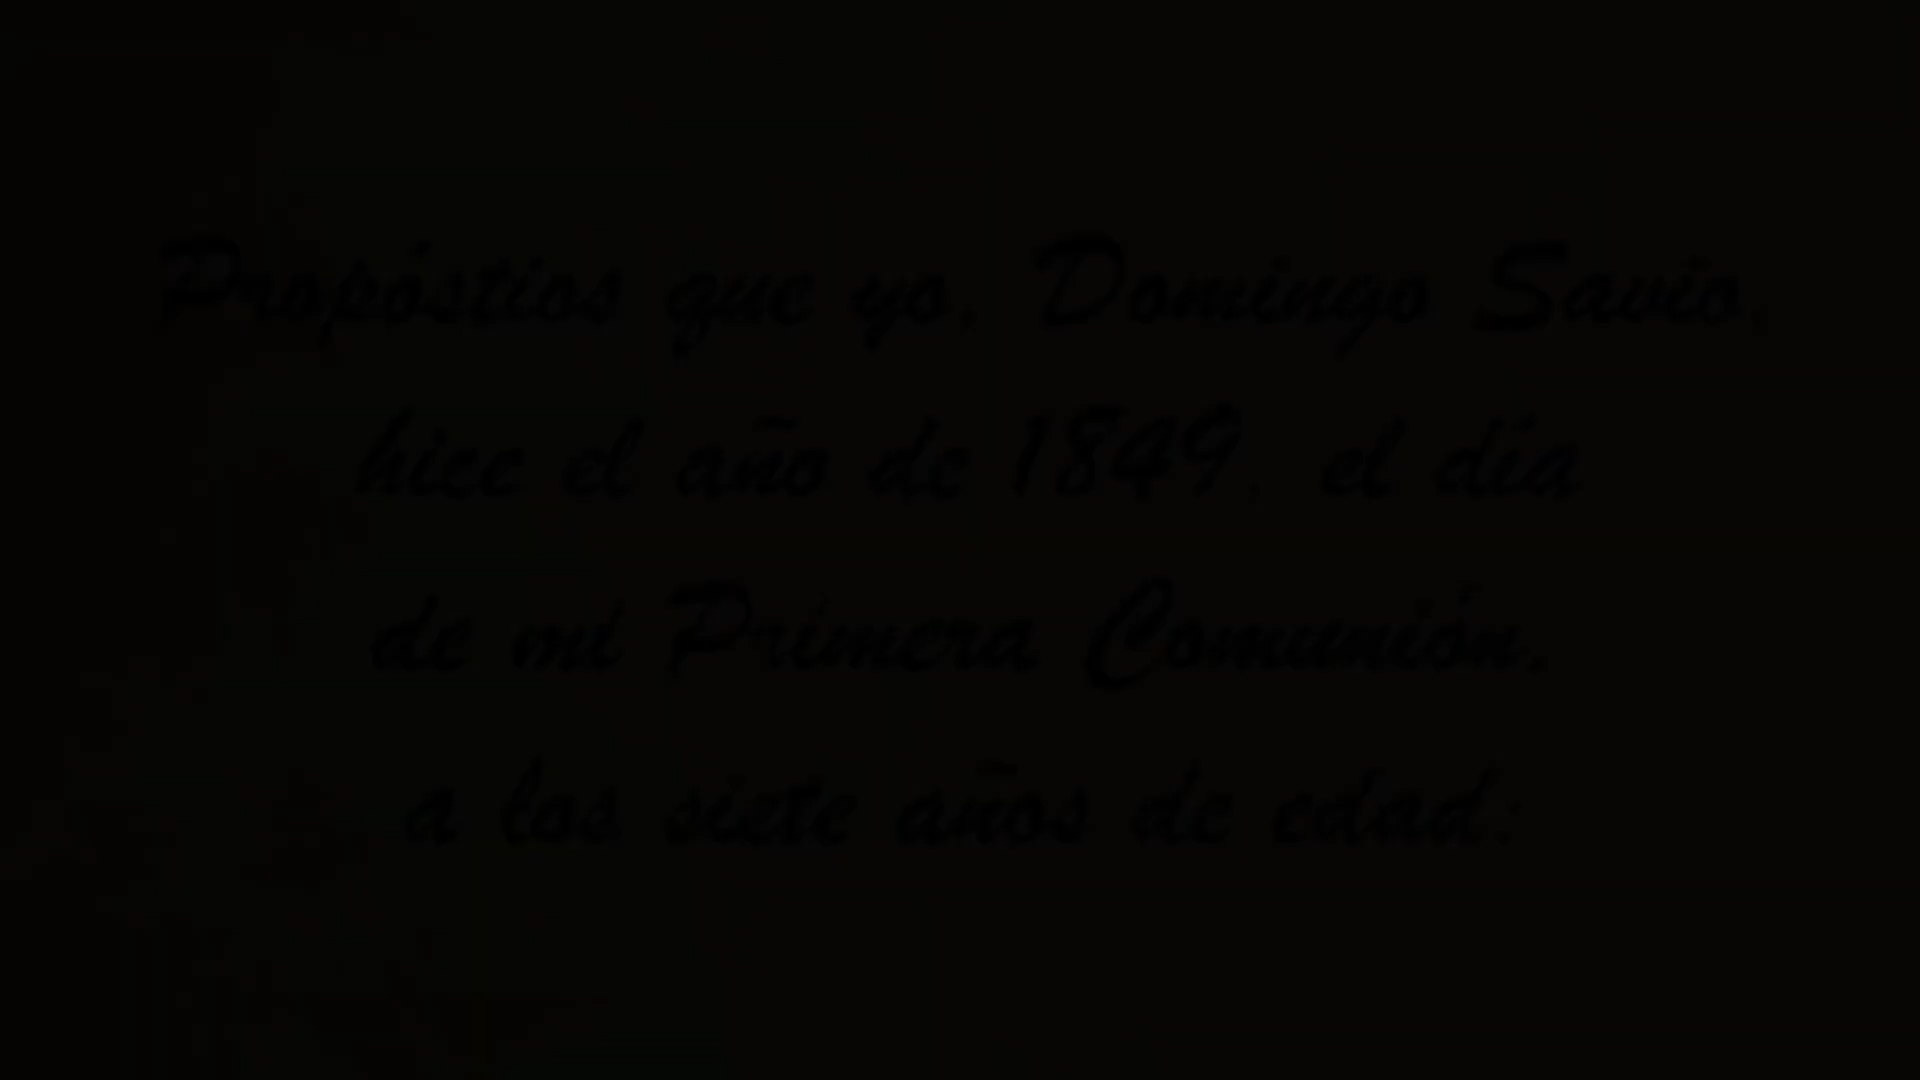 Propóstios que yo, Domingo Savio,
hice el año de 1849, el día
de mi Primera Comunión,
a los siete años de edad: